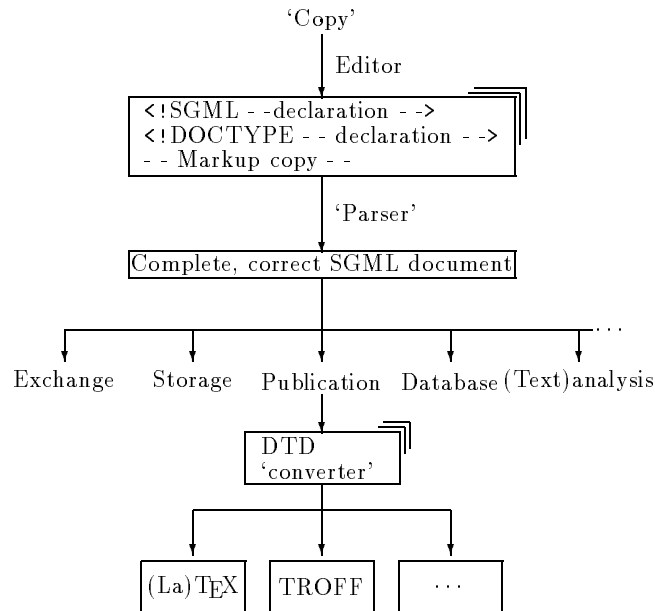 ‘Copy’
Editor
<!SGML - -declaration - ->
<!DOCTYPE - - declaration - ->
- - Markup copy - -
‘Parser’
Complete, correct SGML document
. . .
Exchange Storage Publication Database (Text)analysis
DTD
‘converter’
(La)TEX TROFF . . .